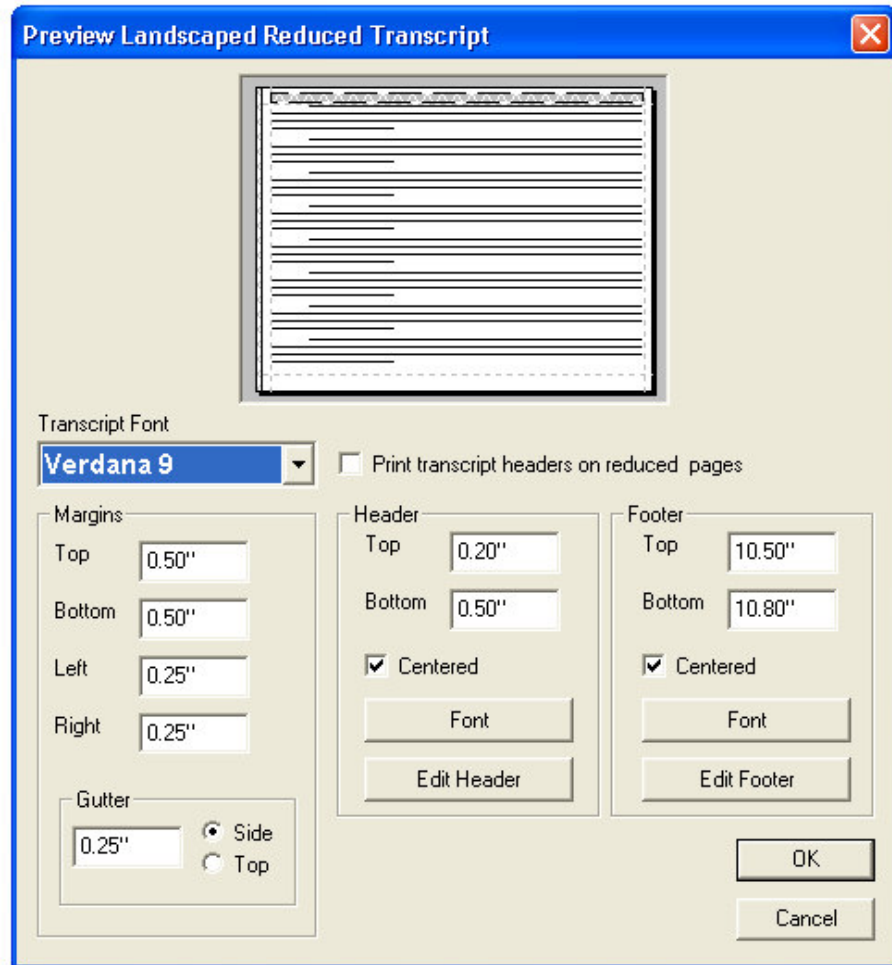 Preview Landscaped Reduced Transcript
Transcript Font
Verdana 9
Print transcript headers on reduced pages
Margins
Top 0.50"
Bottom 0.50"
Left 0.25"
Right 0.25"
Gutter
0.25"
Side
Top
Header
Top 0.20"
Bottom 0.50"
Centered
Font
Edit Header
Footer
Top 10.50"
Bottom 10.80"
Centered
Font
Edit Footer
OK
Cancel